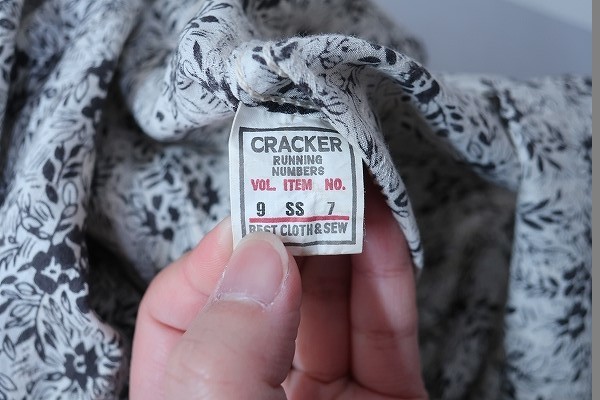 CRACKER
RUNNING
NUMBERS
VOL. ITEM NO.
9 SS 7
BEST CLOTH & SEW